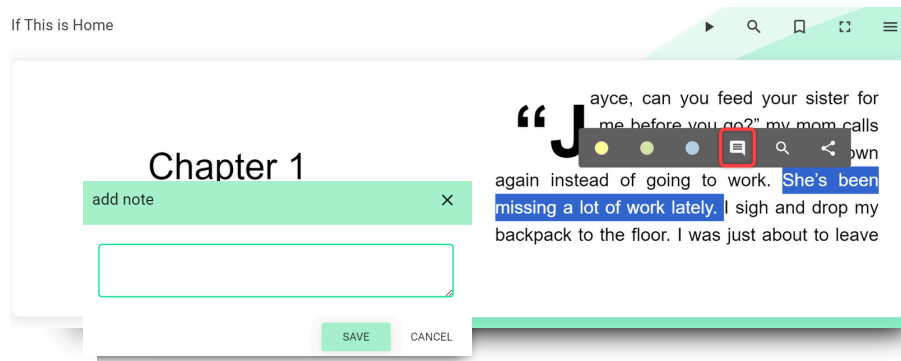 If This is Home
Chapter 1
“Jayce, can you feed your sister for
me before you go?” my mom calls
own
again instead of going to work. She’s been
missing a lot of work lately. I sigh and drop my
backpack to the floor. I was just about to leave
add note
SAVE CANCEL